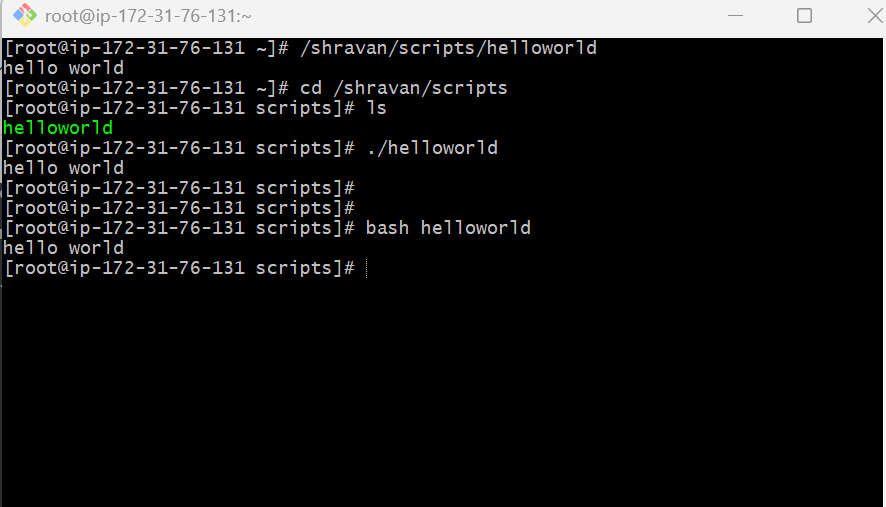 root@ip-172-31-76-131:~
[root@ip-172-31-76-131 ~]# /shravan/scripts/helloworld
hello world
[root@ip-172-31-76-131 ~]# cd /shravan/scripts
[root@ip-172-31-76-131 scripts]# ls
helloworld
[root@ip-172-31-76-131 scripts]# ./helloworld
hello world
[root@ip-172-31-76-131 scripts]#
[root@ip-172-31-76-131 scripts]#
[root@ip-172-31-76-131 scripts]# bash helloworld
hello world
[root@ip-172-31-76-131 scripts]#